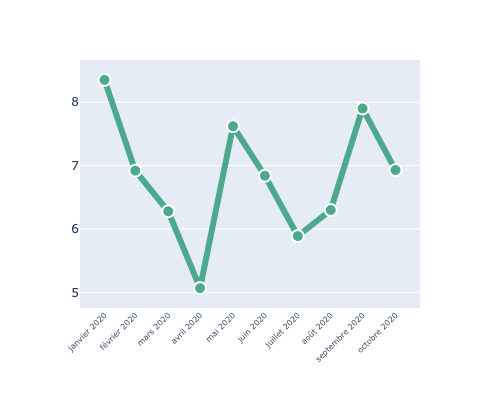 8
7
6
5
janvier 2020
février 2020
mars 2020
avril 2020
mai 2020
juin 2020
juillet 2020
août 2020
septembre 2020
octobre 2020